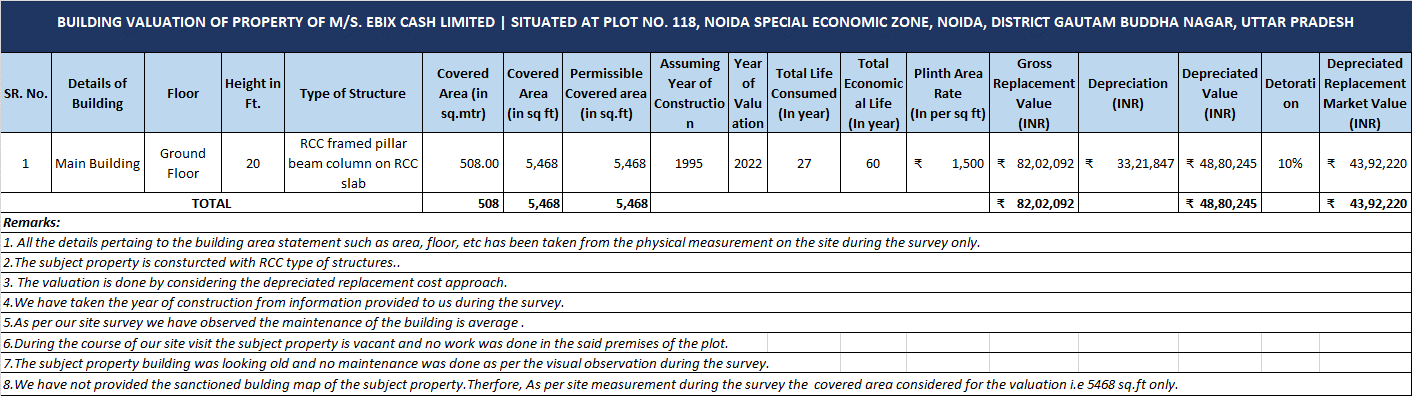 BUILDING VALUATION OF PROPERTY OF M/S. EBIX CASH LIMITED | SITUATED AT PLOT NO. 118, NOIDA SPECIAL ECONOMIC ZONE, NOIDA, DISTRICT GAUTAM BUDDHA NAGAR, UTTAR PRADESH
SR. No. Details of Building Floor Height in Ft. Type of Structure Covered Area (in sq.mtr) Covered Area (in sq ft) Permissible Covered area (in sq.ft) Assuming Year of Constructio n Year of Valu ation Total Life Consumed (In year) Total Economic al Life (In year) Plinth Area Rate (In per sq ft) Gross Replacement Value (INR) Depreciation (INR) Depreciated Value (INR) Detorati on Depreciated Replacement Market Value (INR)
1 Main Building Ground Floor 20 RCC framed pillar beam column on RCC slab 508.00 5,468 5,468 1995 2022 27 60 ₹ 1,500 ₹ 82,02,092 ₹ 33,21,847 ₹ 48,80,245 10% ₹ 43,92,220
TOTAL 508 5,468 5,468 ₹ 82,02,092 ₹ 48,80,245 ₹ 43,92,220
Remarks:
1. All the details pertaing to the building area statement such as area, floor, etc has been taken from the physical measurement on the site during the survey only.
2.The subject property is consturcted with RCC type of structures..
3. The valuation is done by considering the depreciated replacement cost approach.
4.We have taken the year of construction from information provided to us during the survey.
5.As per our site survey we have observed the maintenance of the building is average .
6.During the course of our site visit the subject property is vacant and no work was done in the said premises of the plot.
7.The subject property building was looking old and no maintenance was done as per the visual observation during the survey.
8.We have not provided the sanctioned bulding map of the subject property.Therfore, As per site measurement during the survey the covered area considered for the valuation i.e 5468 sq.ft only.